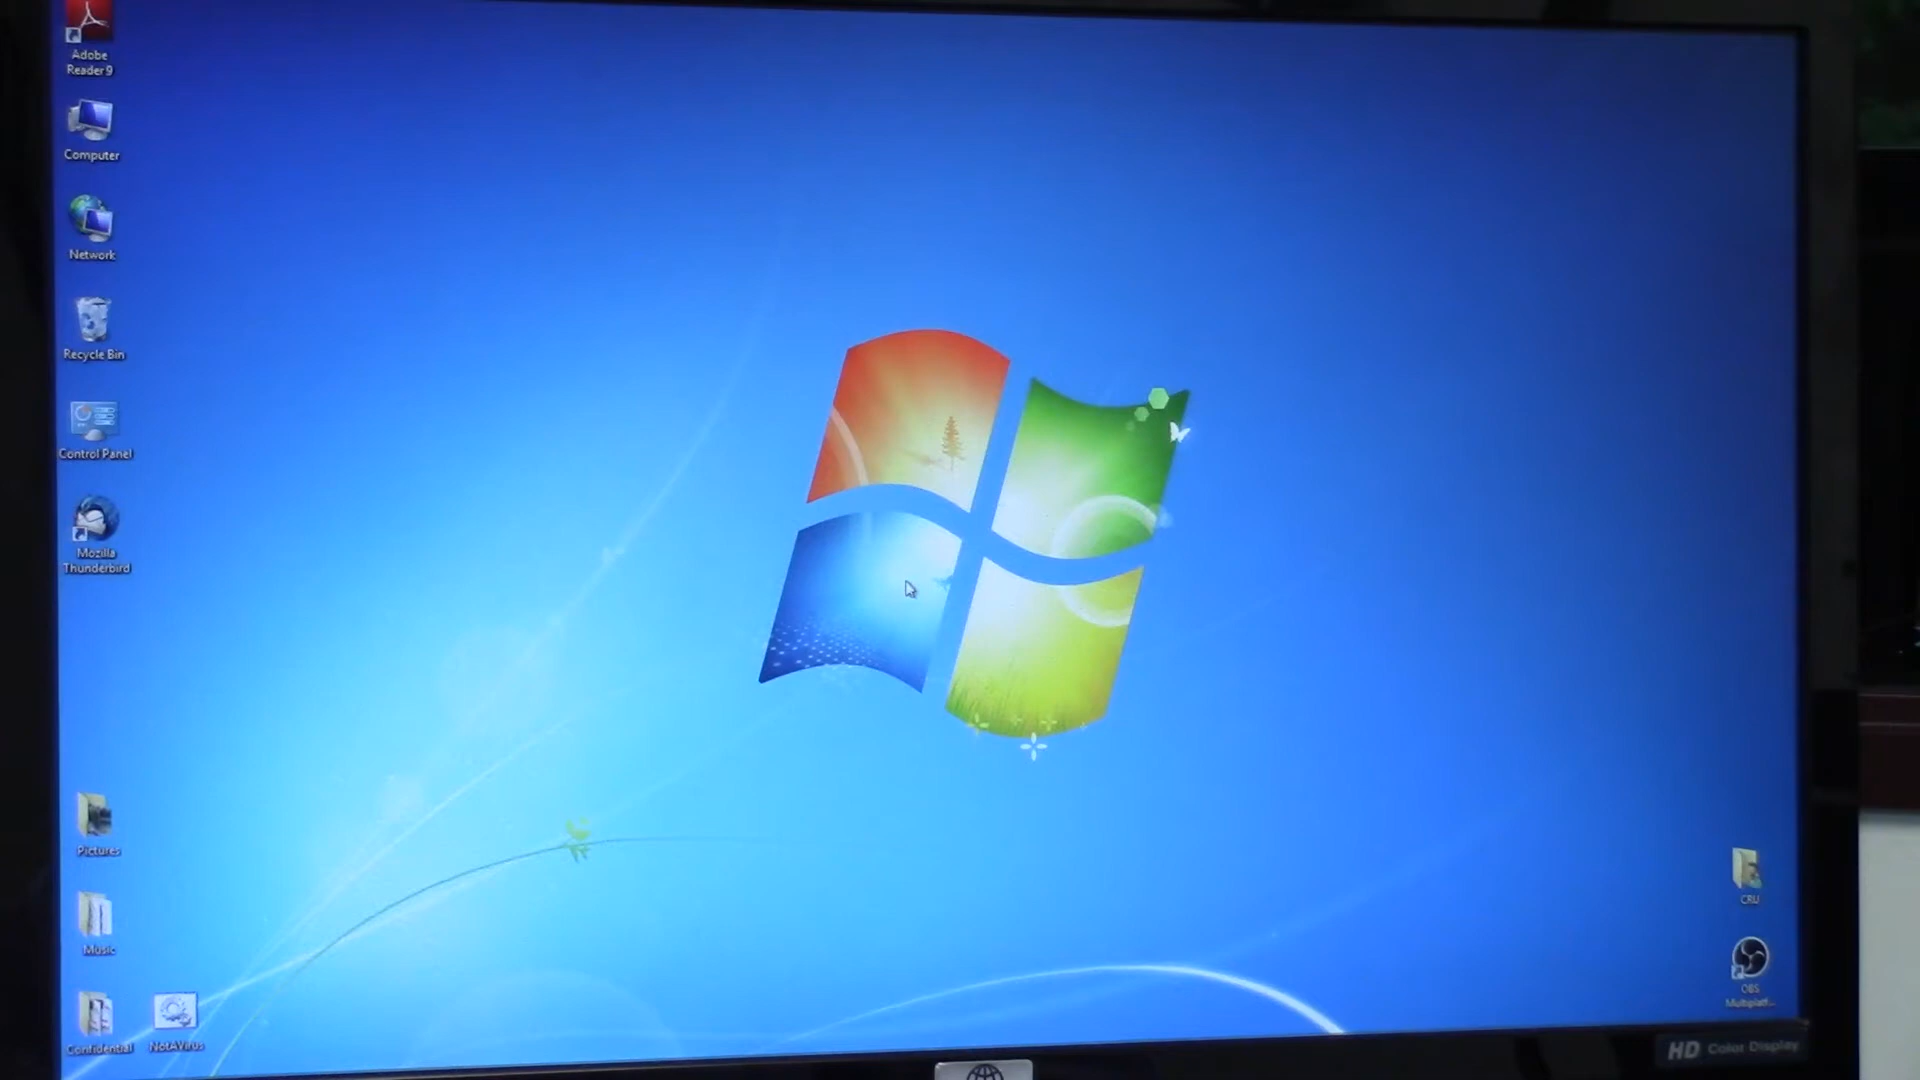 Adobe
Reader 9
Computer
Network
Recycle Bin
Control Panel
Mozilla
Thunderbird
Pictures
Music
Confidential
NotAVirus
CRU
OBS
Multiplatf...
HD Color Display